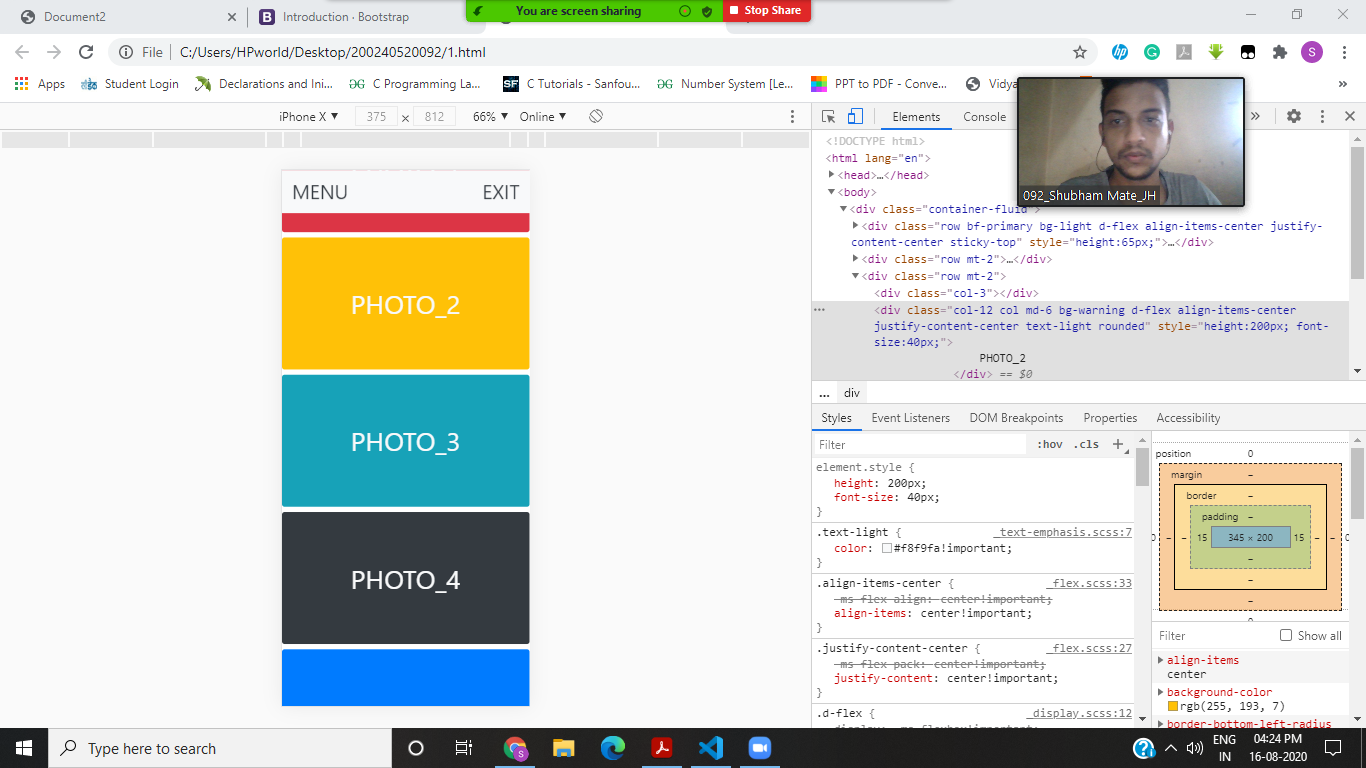 Document2
Introduction · Bootstrap
You are screen sharing
Stop Share
File
C:/Users/HPworld/Desktop/200240520092/1.html
S
Apps
Student Login
Declarations and Ini...
C Programming La...
SF
C Tutorials - Sanfou...
Number System [Le...
PPT to PDF - Conve...
Vidya
»
iPhone X ▼
375 × 812
66% ▼
Online ▼
Elements
Console
»
092_Shubham Mate_JH
MENU
EXIT
PHOTO_2
PHOTO_3
PHOTO_4
<!DOCTYPE html>
<html lang="en">
▶<head>…</head>
▼<body>
▼<div class="container-fluid">
▶<div class="row bf-primary bg-light d-flex align-items-center justify-
content-center sticky-top" style="height:65px;">…</div>
▶<div class="row mt-2">…</div>
▼<div class="row mt-2">
<div class="col-3"></div>
<div class="col-12 col md-6 bg-warning d-flex align-items-center
justify-content-center text-light rounded" style="height:200px; font-
size:40px;">
PHOTO_2
</div> == $0
... div
Styles
Event Listeners
DOM Breakpoints
Properties
Accessibility
Filter
:hov .cls +
element.style {
height: 200px;
font-size: 40px;
}
.text-light {
_text-emphasis.scss:7
color: #f8f9fa!important;
}
.align-items-center {
_flex.scss:33
-ms-flex-align: center!important;
align-items: center!important;
}
.justify-content-center {
_flex.scss:27
-ms-flex-pack: center!important;
justify-content: center!important;
}
.d-flex {
_display.scss:12
display: -ms-flexbox!important;
position 0
margin –
border –
padding –
0 – – 15 345 × 200 15 – – 0
–
–
–
Filter
Show all
▶ align-items
center
▶ background-color
rgb(255, 193, 7)
▶ border-bottom-left-radius
Type here to search
ENG
IN
04:24 PM
16-08-2020